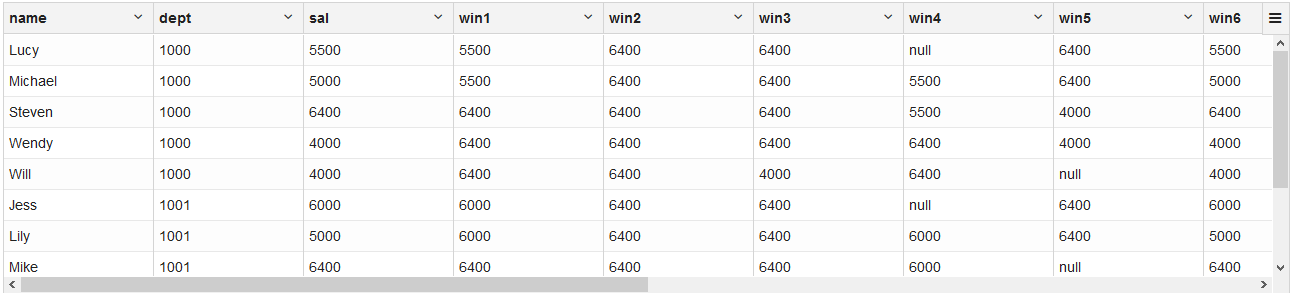 name dept sal win1 win2 win3 win4 win5 win6
Lucy 1000 5500 5500 6400 6400 null 6400 5500
Michael 1000 5000 5500 6400 6400 5500 6400 5000
Steven 1000 6400 6400 6400 6400 5500 4000 6400
Wendy 1000 4000 6400 6400 6400 6400 4000 4000
Will 1000 4000 6400 6400 4000 6400 null 4000
Jess 1001 6000 6000 6400 6400 null 6400 6000
Lily 1001 5000 6000 6400 6400 6000 6400 5000
Mike 1001 6400 6400 6400 6400 6000 null 6400